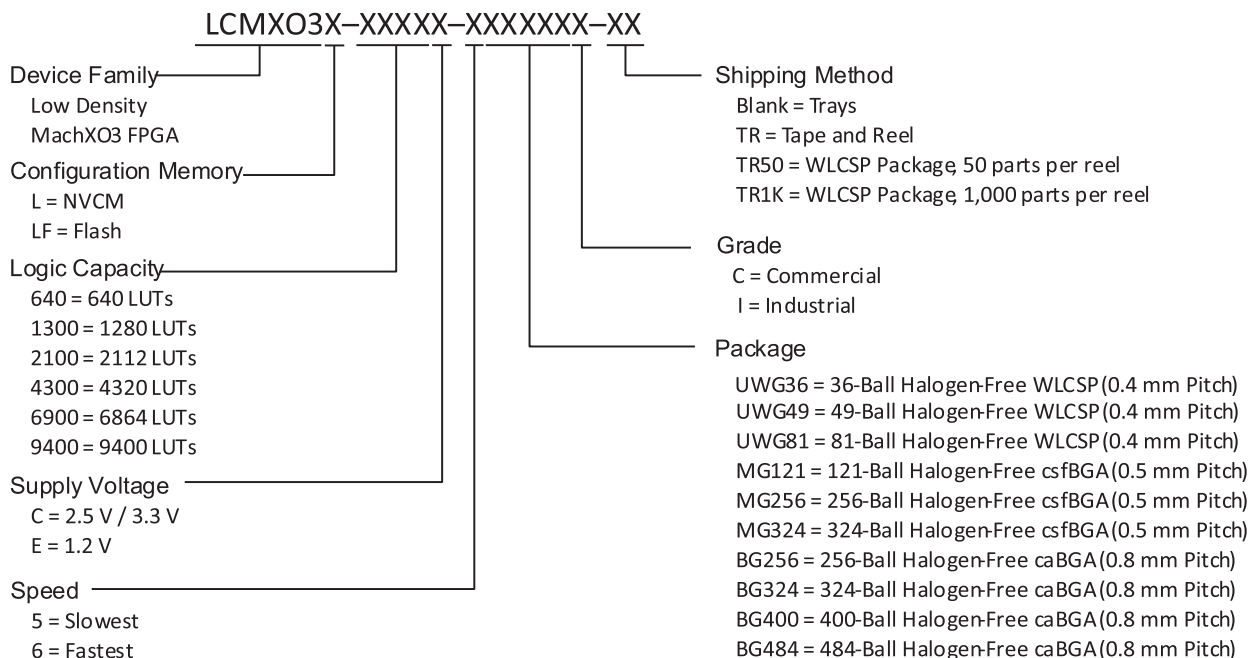 LCMXO3X–XXXXX–XXXXXXX–XX
Device Family
Low Density
MachXO3 FPGA
Configuration Memory
L = NVCM
LF = Flash
Logic Capacity
640 = 640 LUTs
1300 = 1280 LUTs
2100 = 2112 LUTs
4300 = 4320 LUTs
6900 = 6864 LUTs
9400 = 9400 LUTs
Supply Voltage
C = 2.5 V / 3.3 V
E = 1.2 V
Speed
5 = Slowest
6 = Fastest
Shipping Method
Blank = Trays
TR = Tape and Reel
TR50 = WLCSP Package, 50 parts per reel
TR1K = WLCSP Package, 1,000 parts per reel
Grade
C = Commercial
I = Industrial
Package
UWG36 = 36-Ball Halogen-Free WLCSP (0.4 mm Pitch)
UWG49 = 49-Ball Halogen-Free WLCSP (0.4 mm Pitch)
UWG81 = 81-Ball Halogen-Free WLCSP (0.4 mm Pitch)
MG121 = 121-Ball Halogen-Free csfBGA (0.5 mm Pitch)
MG256 = 256-Ball Halogen-Free csfBGA (0.5 mm Pitch)
MG324 = 324-Ball Halogen-Free csfBGA (0.5 mm Pitch)
BG256 = 256-Ball Halogen-Free caBGA (0.8 mm Pitch)
BG324 = 324-Ball Halogen-Free caBGA (0.8 mm Pitch)
BG400 = 400-Ball Halogen-Free caBGA (0.8 mm Pitch)
BG484 = 484-Ball Halogen-Free caBGA (0.8 mm Pitch)